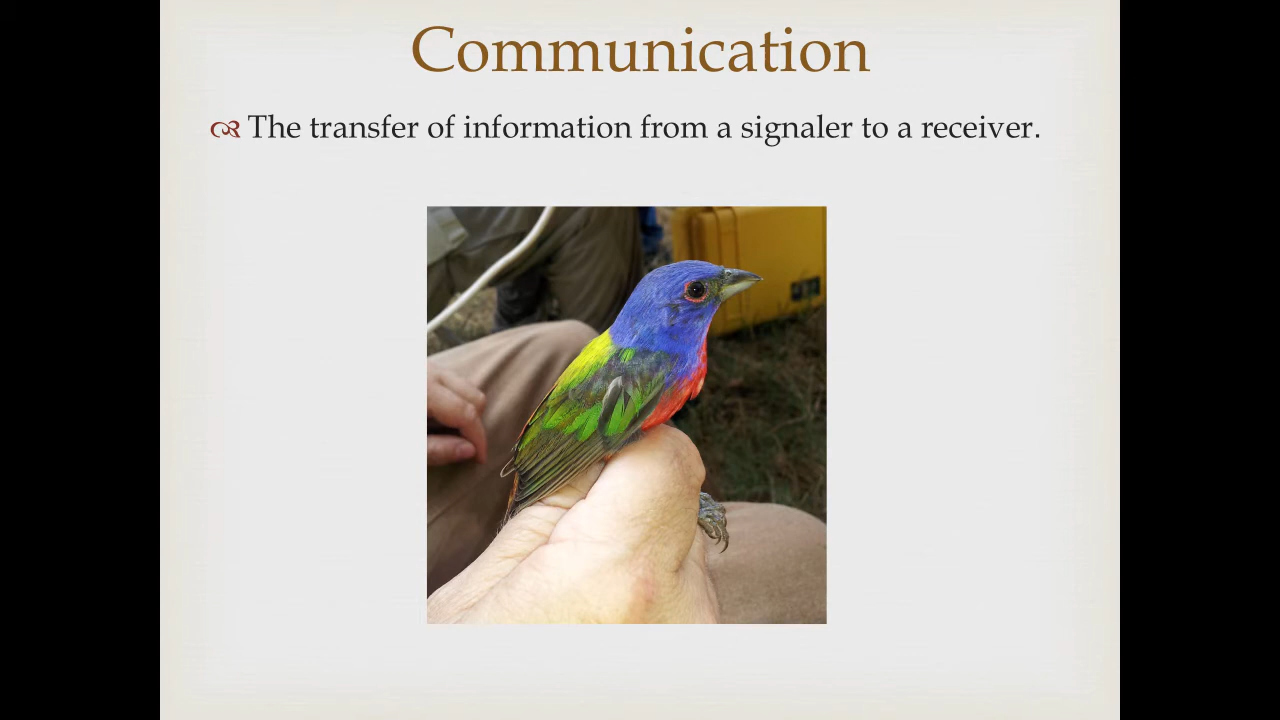 Communication
The transfer of information from a signaler to a receiver.